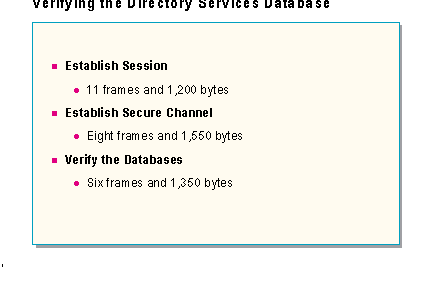 Verifying the Directory Services Database
Establish Session
11 frames and 1,200 bytes
Establish Secure Channel
Eight frames and 1,550 bytes
Verify the Databases
Six frames and 1,350 bytes